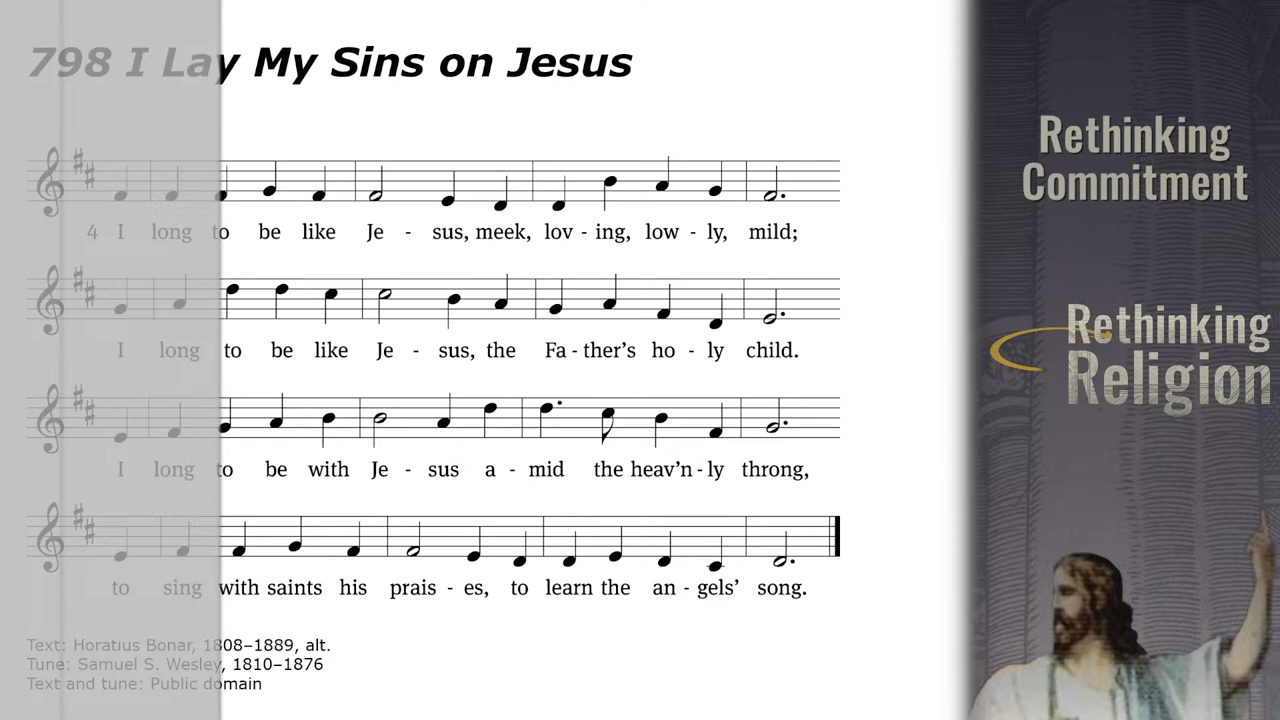 798 I Lay My Sins on Jesus
4 I long to be like Je - sus, meek, lov - ing, low - ly, mild;
I long to be like Je - sus, the Fa - ther's ho - ly child.
I long to be with Je - sus a - mid the heav'n - ly throng,
to sing with saints his prais - es, to learn the an - gels' song.
Text: Horatius Bonar, 1808–1889, alt.
Tune: Samuel S. Wesley, 1810–1876
Text and tune: Public domain
Rethinking
Commitment
Rethinking
Religion